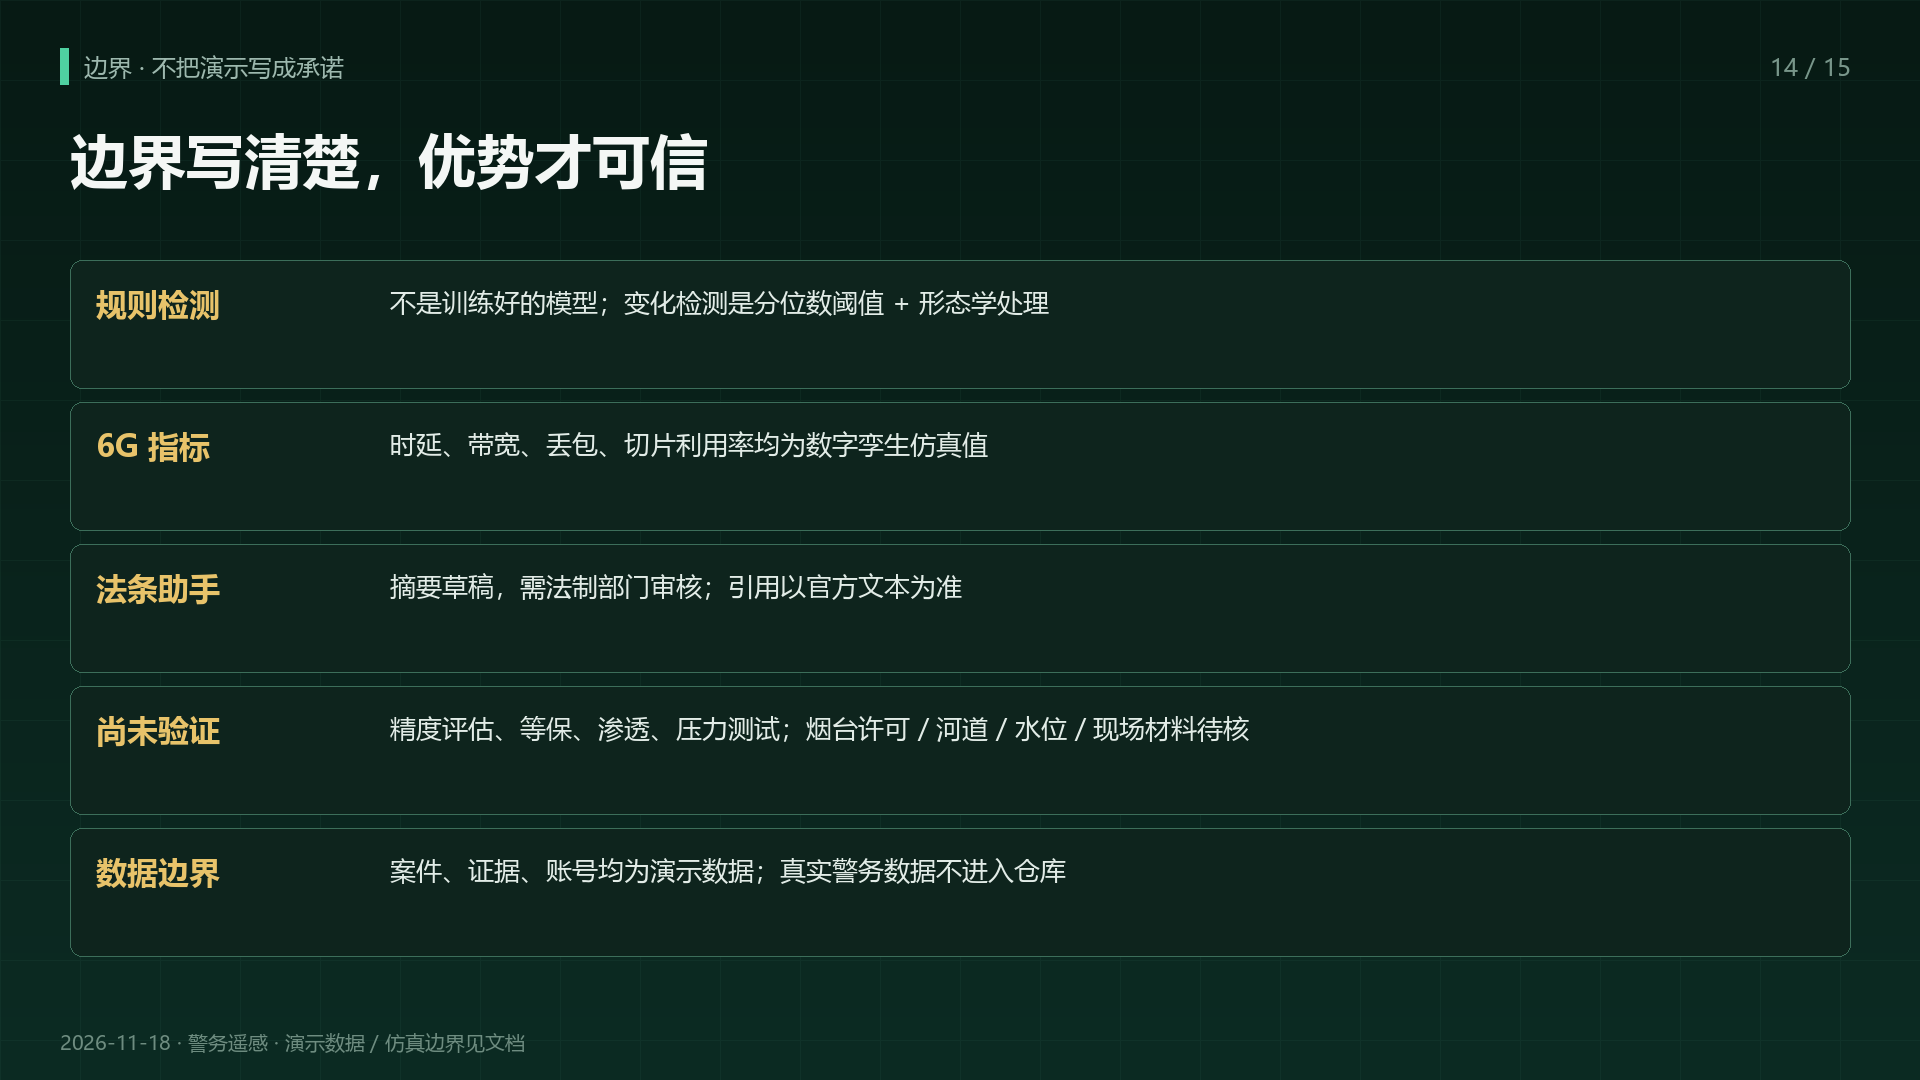 边界 · 不把演示写成承诺
14 / 15
边界写清楚，优势才可信
规则检测
不是训练好的模型；变化检测是分位数阈值 + 形态学处理
6G 指标
时延、带宽、丢包、切片利用率均为数字孪生仿真值
法条助手
摘要草稿，需法制部门审核；引用以官方文本为准
尚未验证
精度评估、等保、渗透、压力测试；烟台许可 / 河道 / 水位 / 现场材料待核
数据边界
案件、证据、账号均为演示数据；真实警务数据不进入仓库
2026-11-18 · 警务遥感 · 演示数据 / 仿真边界见文档